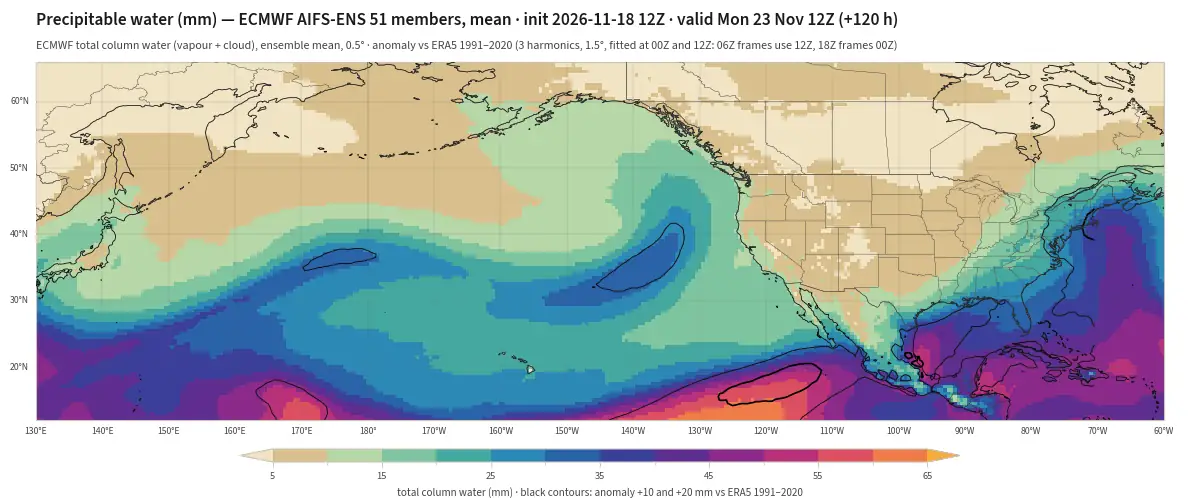 Precipitable water (mm) — ECMWF AIFS-ENS 51 members, mean · init 2026-11-18 12Z · valid Mon 23 Nov 12Z (+120 h)
ECMWF total column water (vapour + cloud), ensemble mean, 0.5° · anomaly vs ERA5 1991–2020 (3 harmonics, 1.5°, fitted at 00Z and 12Z: 06Z frames use 12Z, 18Z frames 00Z)
60°N
50°N
40°N
30°N
20°N
130°E 140°E 150°E 160°E 170°E 180° 170°W 160°W 150°W 140°W 130°W 120°W 110°W 100°W 90°W 80°W 70°W 60°W
5 15 25 35 45 55 65
total column water (mm) · black contours: anomaly +10 and +20 mm vs ERA5 1991–2020